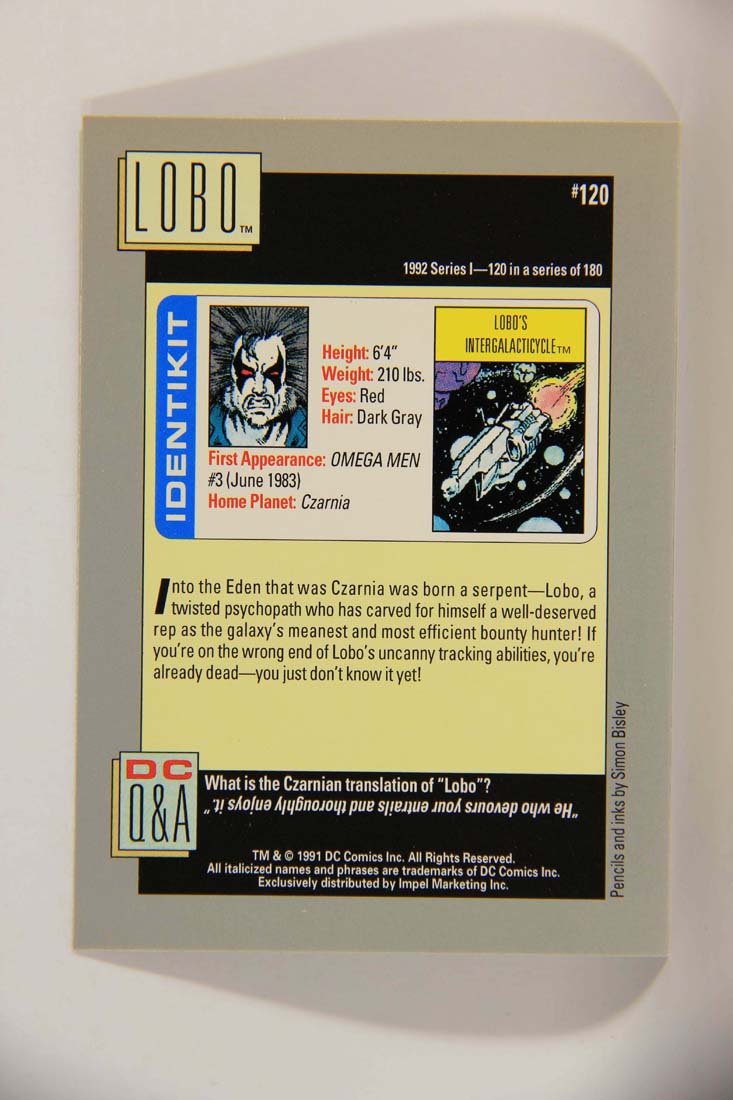 LOBO™
#120
1992 Series I—120 in a series of 180
IDENTIKIT
Height: 6'4"
Weight: 210 lbs.
Eyes: Red
Hair: Dark Gray
First Appearance: OMEGA MEN
#3 (June 1983)
Home Planet: Czarnia
LOBO'S
INTERGALACTICYCLE™
Into the Eden that was Czarnia was born a serpent—Lobo, a
twisted psychopath who has carved for himself a well-deserved
rep as the galaxy's meanest and most efficient bounty hunter! If
you're on the wrong end of Lobo's uncanny tracking abilities, you're
already dead—you just don't know it yet!
DC
Q&A
What is the Czarnian translation of "Lobo"?
"He who devours your entrails and thoroughly enjoys it."
TM & © 1991 DC Comics Inc. All Rights Reserved.
All italicized names and phrases are trademarks of DC Comics Inc.
Exclusively distributed by Impel Marketing Inc.
Pencils and inks by Simon Bisley